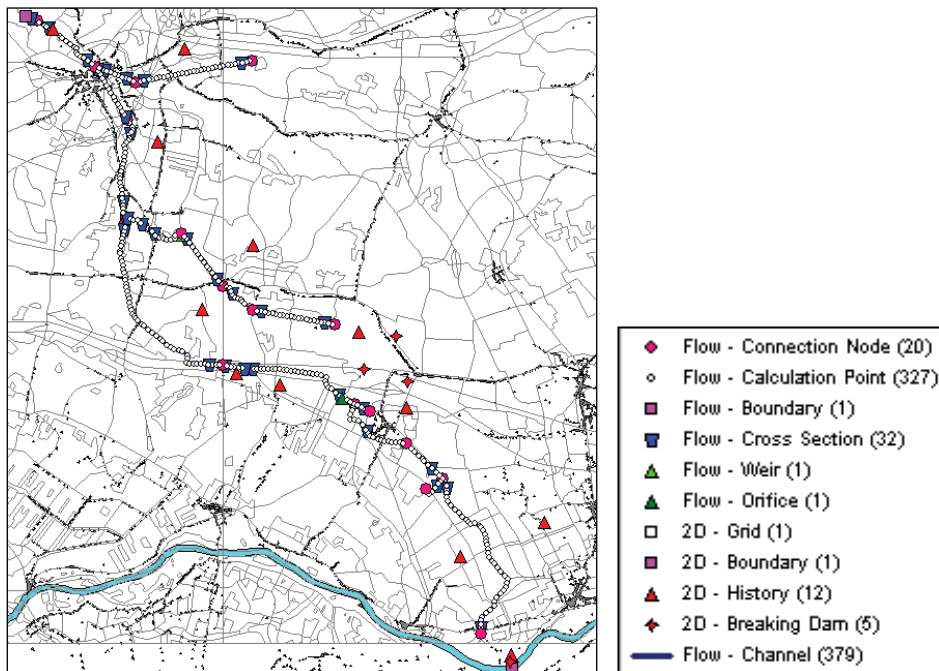 Flow - Connection Node (20)
Flow - Calculation Point (327)
Flow - Boundary (1)
Flow - Cross Section (32)
Flow - Weir (1)
Flow - Orifice (1)
2D - Grid (1)
2D - Boundary (1)
2D - History (12)
2D - Breaking Dam (5)
Flow - Channel (379)